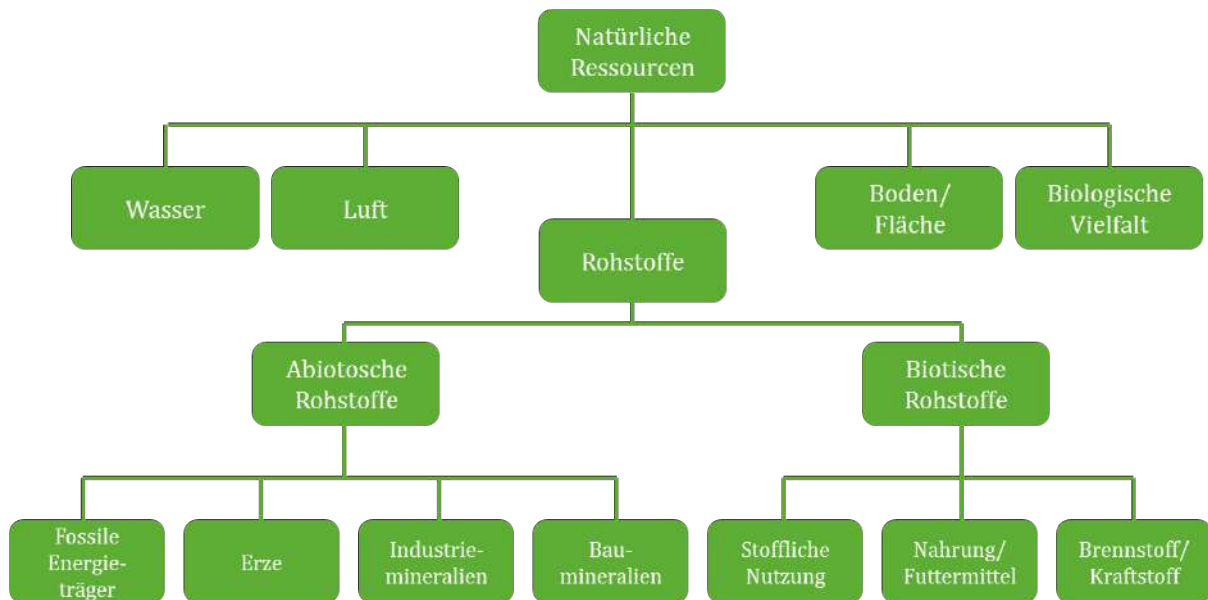 Natürliche
Ressourcen
Wasser
Luft
Boden/
Fläche
Biologische
Vielfalt
Rohstoffe
Abiotosche
Rohstoffe
Biotische
Rohstoffe
Fossile
Energie-
träger
Erze
Industrie-
mineralien
Bau-
mineralien
Stoffliche
Nutzung
Nahrung/
Futtermittel
Brennstoff/
Kraftstoff